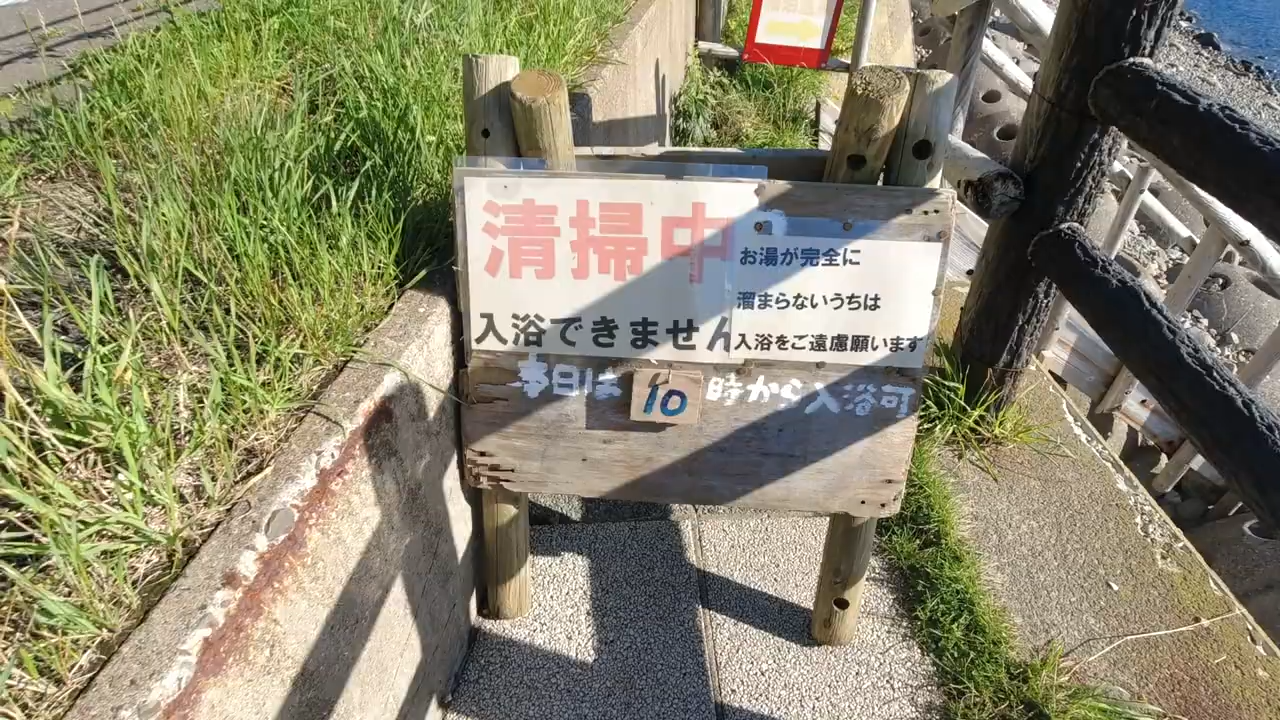 清掃中
入浴できません
お湯が完全に
溜まらないうちは
入浴をご遠慮願います
本日は 10 時から入浴可